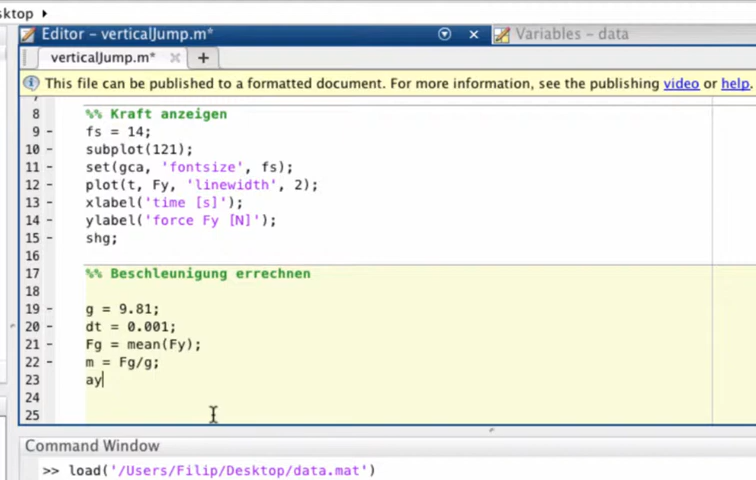 sktop
Editor - verticalJump.m*
Variables - data
verticalJump.m*
This file can be published to a formatted document. For more information, see the publishing video or help.
8 %% Kraft anzeigen
9 - fs = 14;
10 - subplot(121);
11 - set(gca, 'fontsize', fs);
12 - plot(t, Fy, 'linewidth', 2);
13 - xlabel('time [s]');
14 - ylabel('force Fy [N]');
15 - shg;
16
17 %% Beschleunigung errechnen
18
19 - g = 9.81;
20 - dt = 0.001;
21 - Fg = mean(Fy);
22 - m = Fg/g;
23 ay
24
25
Command Window
>> load('/Users/Filip/Desktop/data.mat')